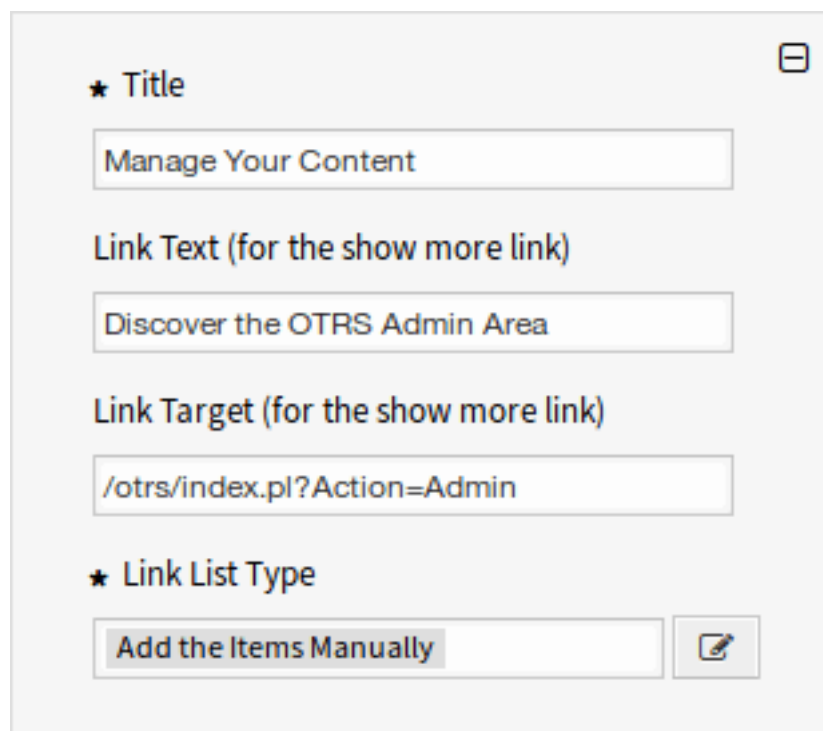 ★ Title
Manage Your Content
Link Text (for the show more link)
Discover the OTRS Admin Area
Link Target (for the show more link)
/otrs/index.pl?Action=Admin
★ Link List Type
Add the Items Manually